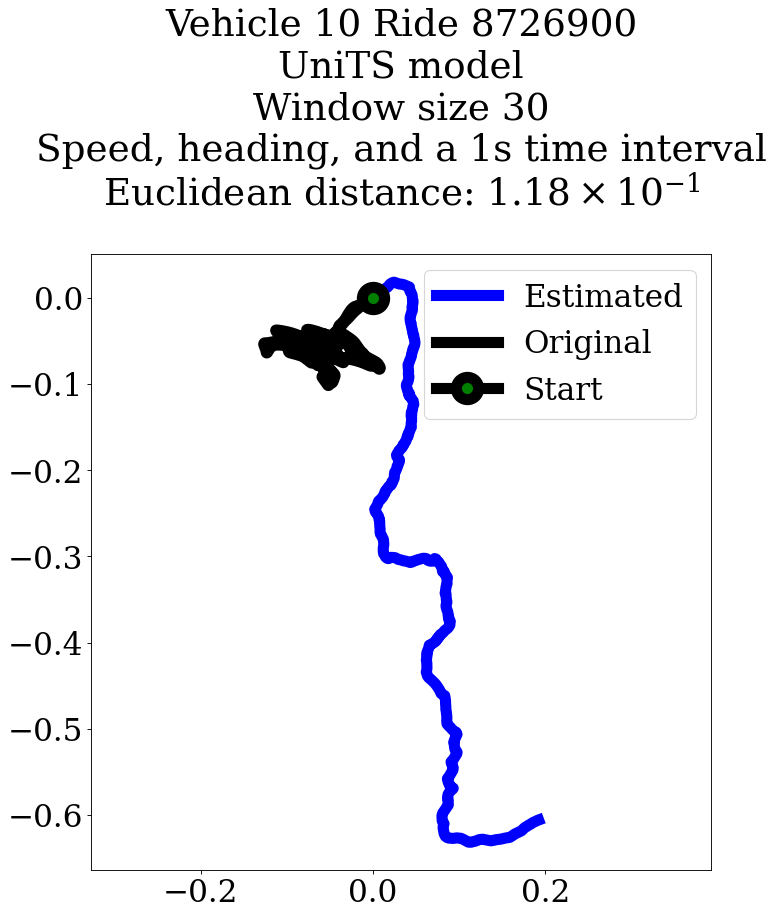 Vehicle 10 Ride 8726900
UniTS model
Window size 30
Speed, heading, and a 1s time interval
Euclidean distance: 1.18 × 10⁻¹
Estimated
Original
Start
0.0
−0.1
−0.2
−0.3
−0.4
−0.5
−0.6
−0.2 0.0 0.2